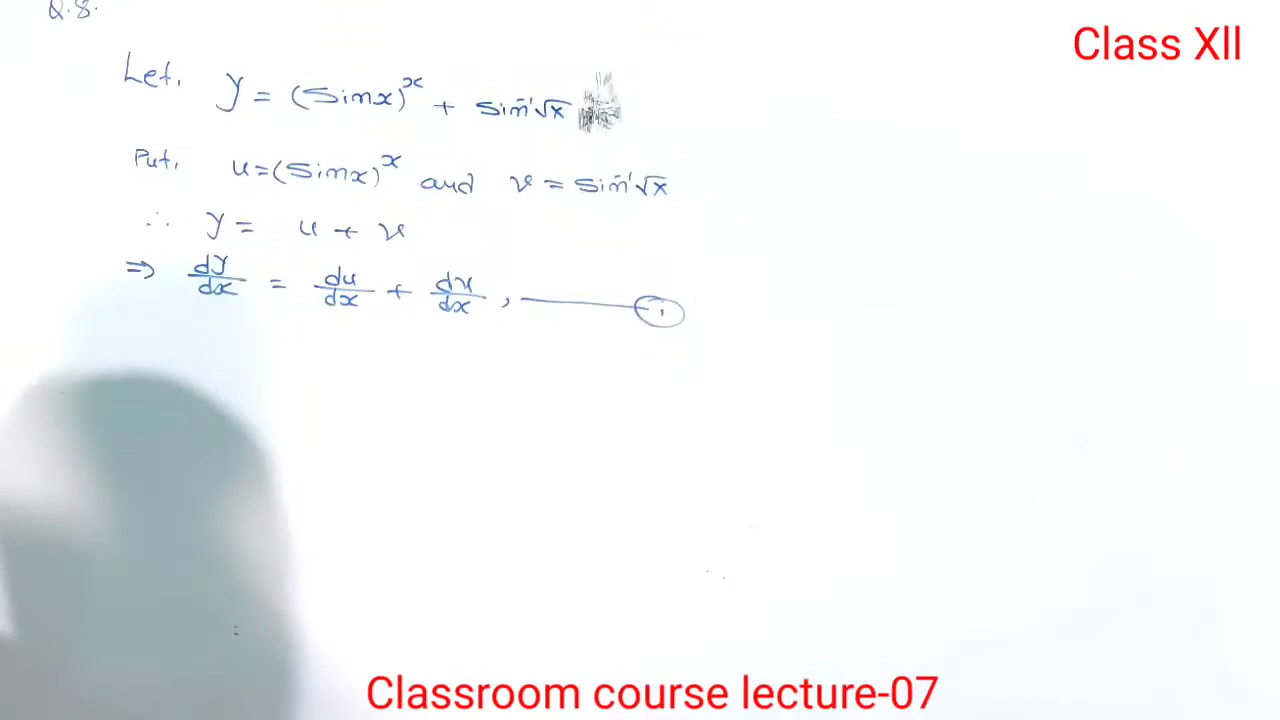 Q.8.
Class Xll
Let, y = (sinx)^x + sin⁻¹√x
Put, u=(sinx)^x and v = sin⁻¹√x
∴ y = u + v
⇒ dy/dx = du/dx + dv/dx, ——— 1
Classroom course lecture-07